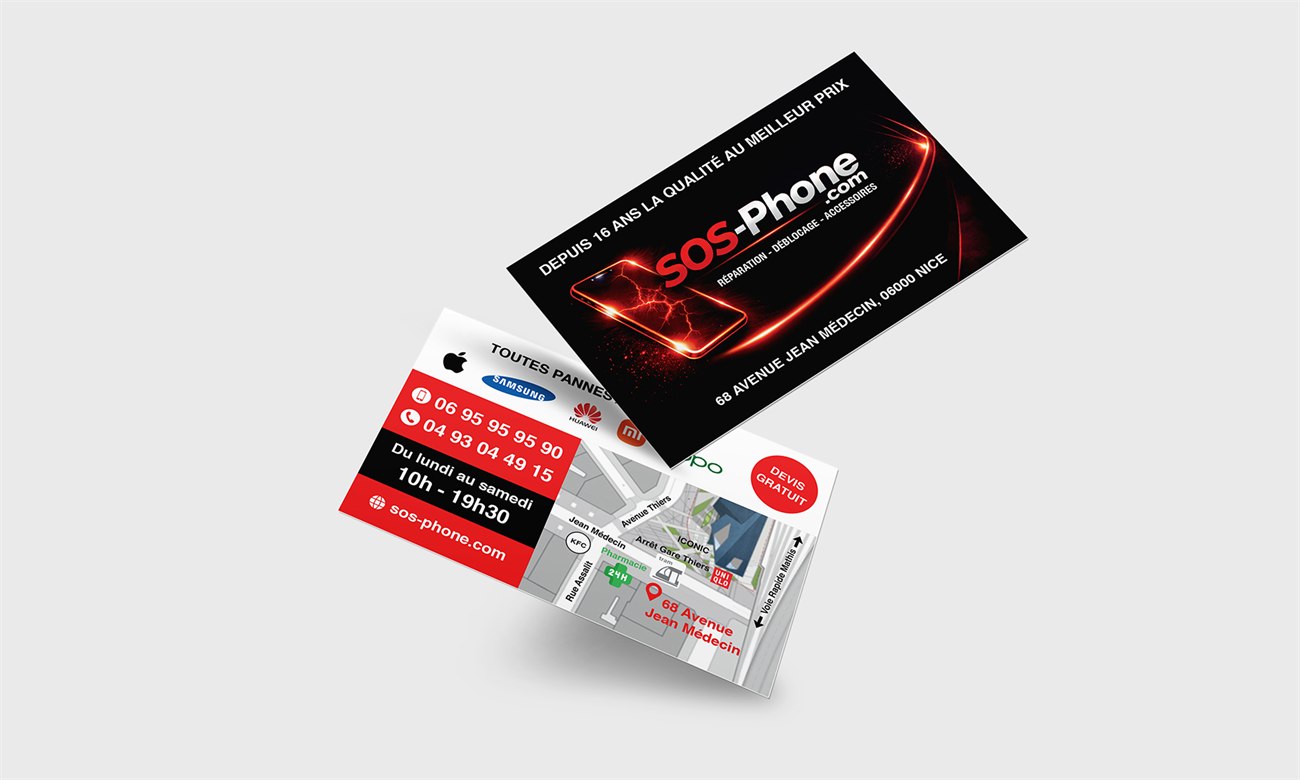 DEPUIS 16 ANS LA QUALITÉ AU MEILLEUR PRIX
SOS-Phone
.com
RÉPARATION - DÉBLOCAGE - ACCESSOIRES
68 AVENUE JEAN MÉDECIN, 06000 NICE
TOUTES PANNES
SAMSUNG
HUAWEI
DEVIS
GRATUIT
06 95 95 95 90
04 93 04 49 15
Du lundi au samedi
10h - 19h30
sos-phone.com
Avenue Thiers
Jean Médecin
KFC
ICONIC
Arrêt Gare Thiers
tram
Pharmacie
24H
UNI
QLO
Rue Assalit
Voie Rapide Mathis
68 Avenue
Jean Médecin